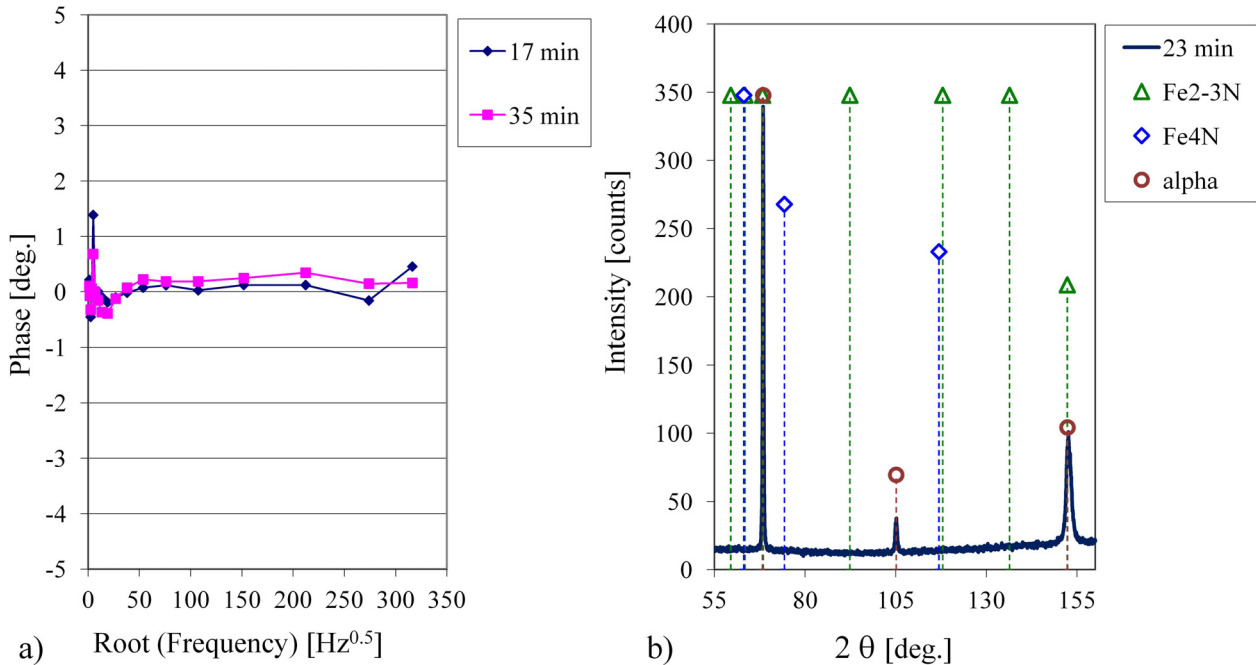 5
4
3
2
1
0
-1
-2
-3
-4
-5
Phase [deg.]
0 50 100 150 200 250 300 350
Root (Frequency) [Hz0.5]
17 min
35 min
a)
400
350
300
250
200
150
100
50
0
Intensity [counts]
55 80 105 130 155
2 θ [deg.]
23 min
Fe2-3N
Fe4N
alpha
b)